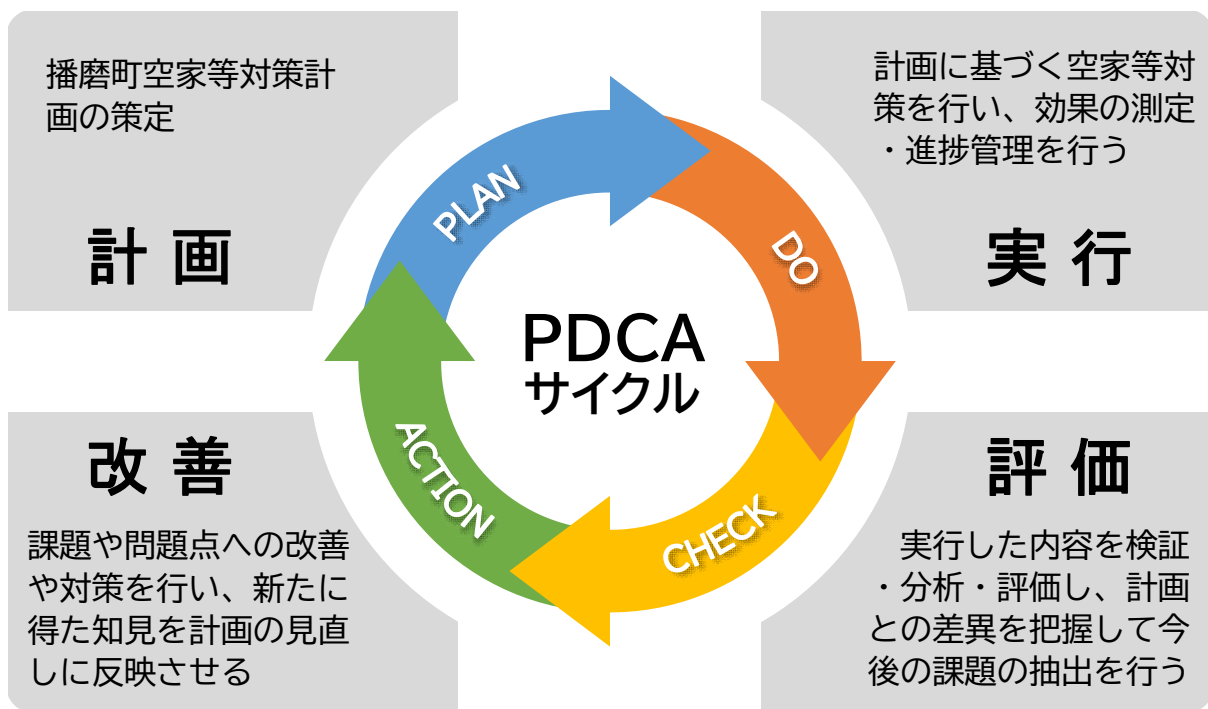 播磨町空家等対策計
画の策定
計画
PLAN
計画に基づく空家等対
策を行い、効果の測定
・進捗管理を行う
実行
DO
PDCA
サイクル
評価
CHECK
実行した内容を検証
・分析・評価し、計画
との差異を把握して今
後の課題の抽出を行う
改善
ACTION
課題や問題点への改善
や対策を行い、新たに
得た知見を計画の見直
しに反映させる